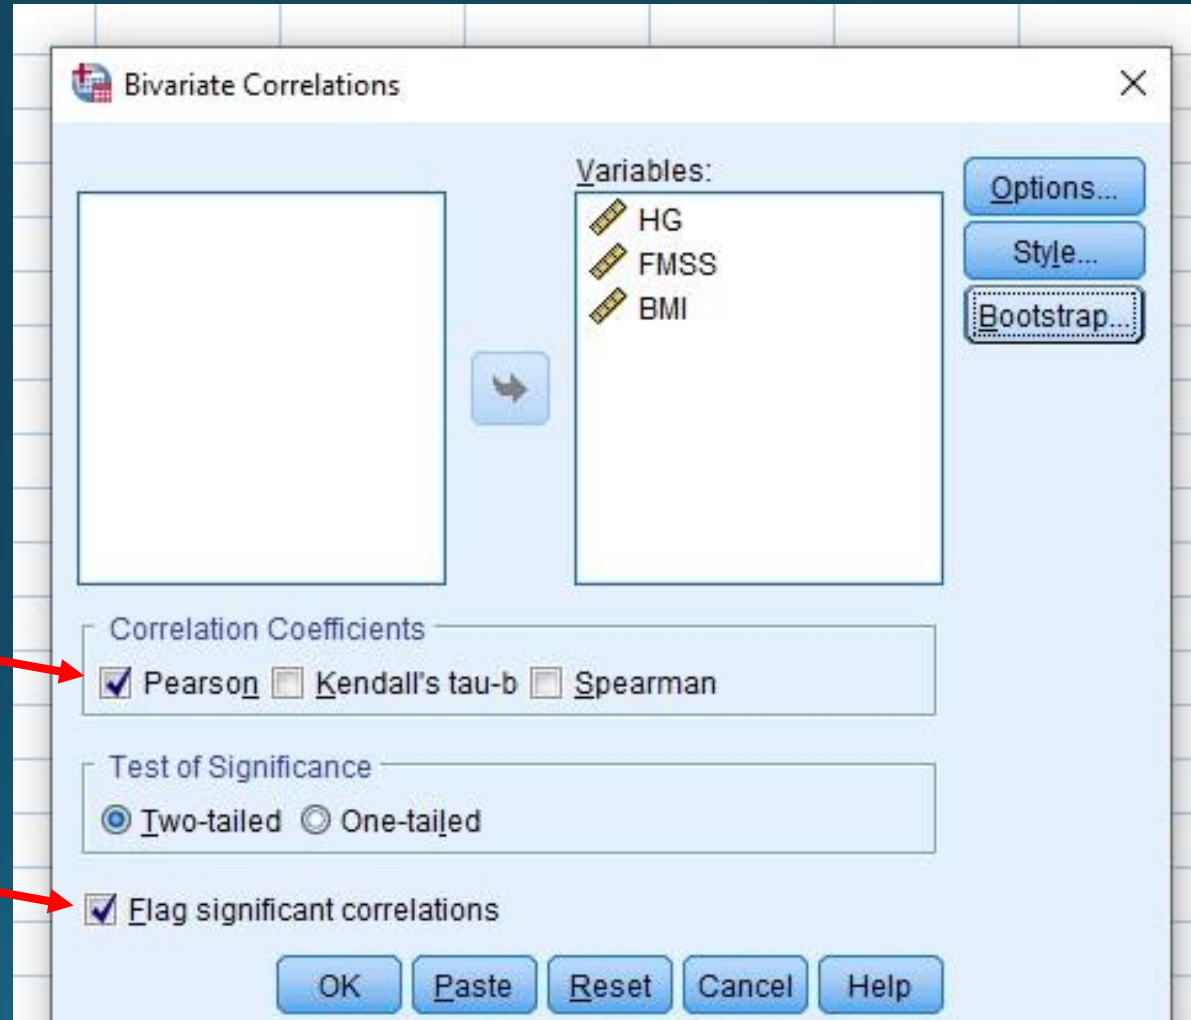 Bivariate Correlations
Variables:
HG
FMSS
BMI
Options...
Style...
Bootstrap...
Correlation Coefficients
Pearson Kendall's tau-b Spearman
Test of Significance
Two-tailed One-tailed
Flag significant correlations
OK Paste Reset Cancel Help